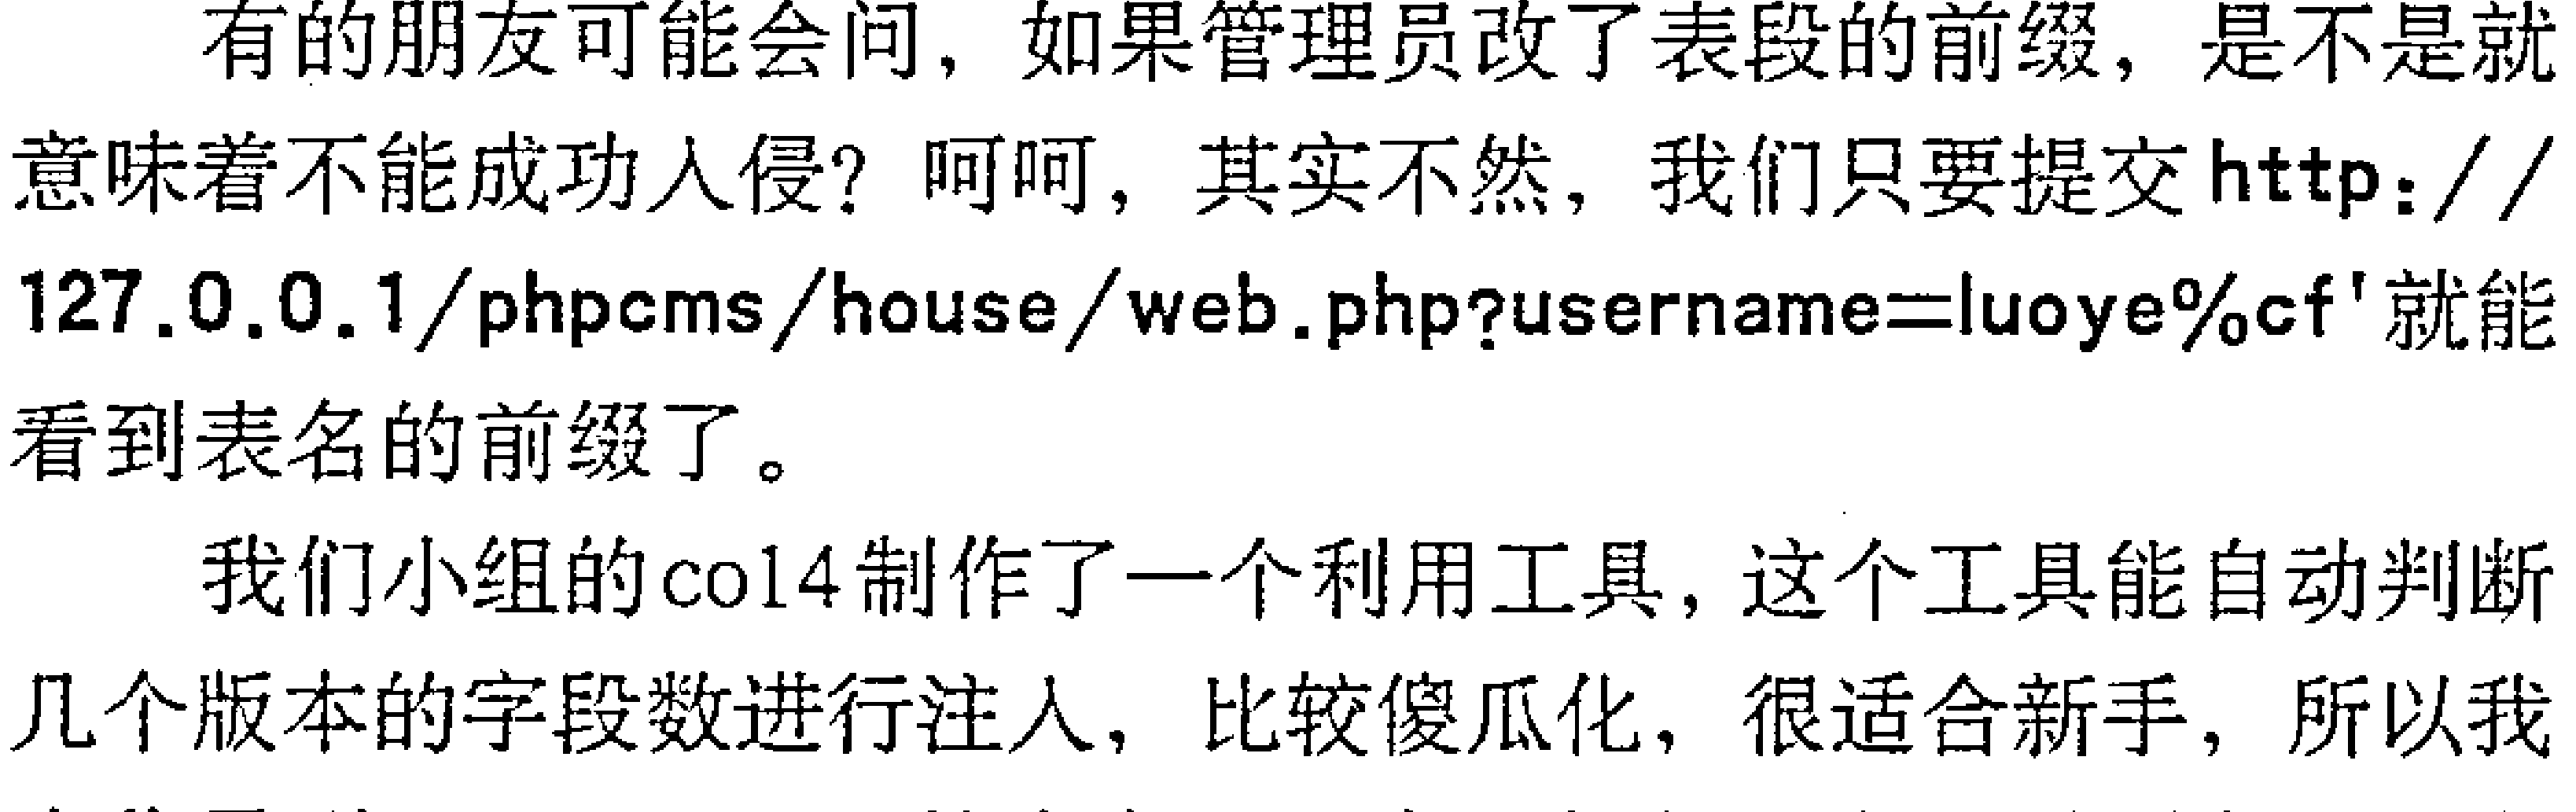 有的朋友可能会问，如果管理员改了表段的前缀，是不是就
意味着不能成功入侵？呵呵，其实不然，我们只要提交http://
127.0.0.1/phpcms/house/web.php?username=luoye%cf'就能
看到表名的前缀了。
我们小组的co14制作了一个利用工具，这个工具能自动判断
几个版本的字段数进行注入，比较傻瓜化，很适合新手，所以我